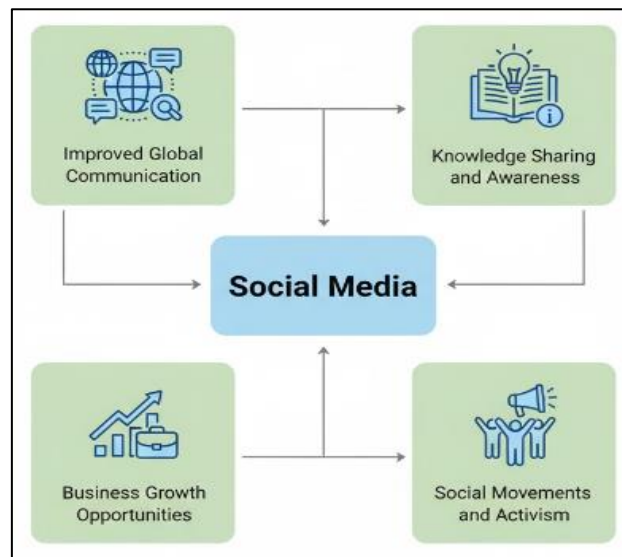 Improved Global
Communication
Knowledge Sharing
and Awareness
Social Media
Business Growth
Opportunities
Social Movements
and Activism